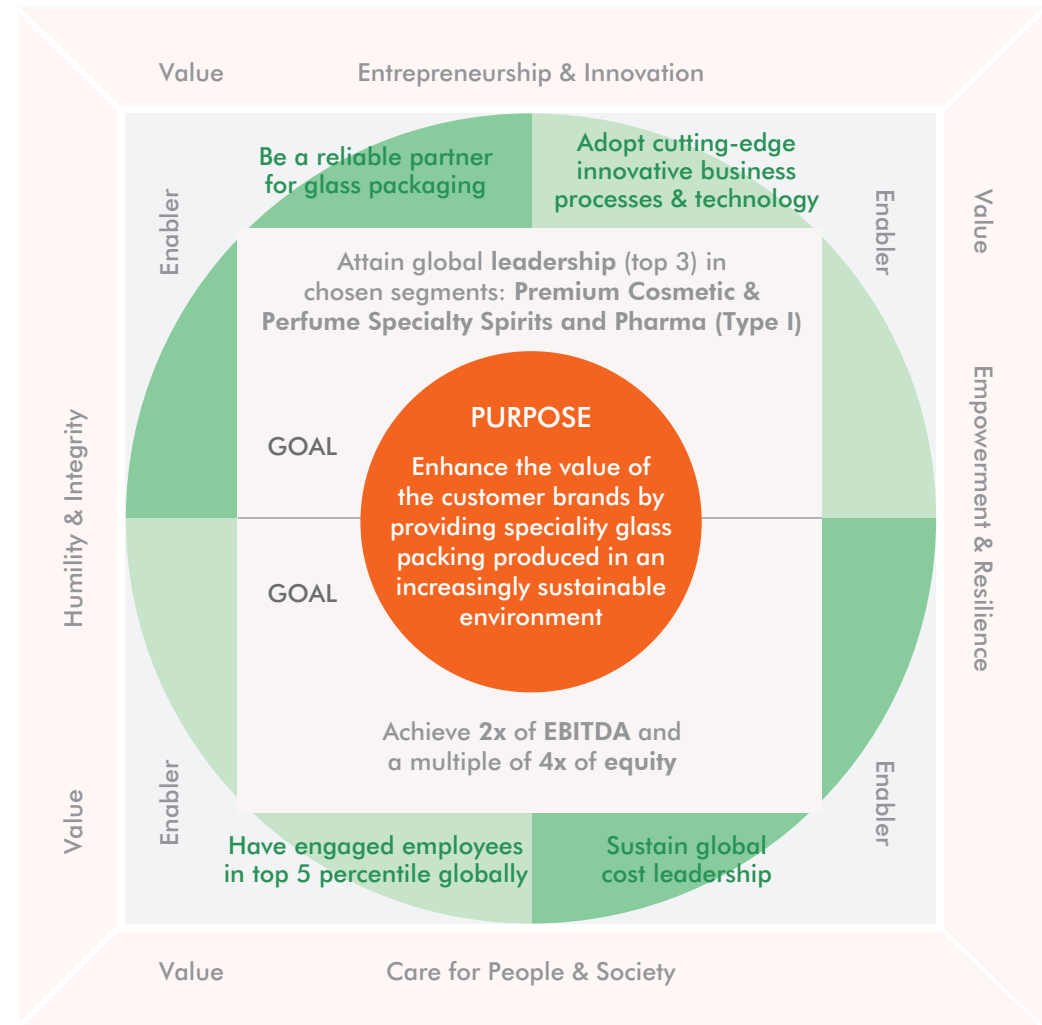 Value
Entrepreneurship & Innovation
Be a reliable partner
for glass packaging
Adopt cutting-edge
innovative business
processes & technology
Enabler
Enabler
Value
Attain global leadership (top 3) in
chosen segments: Premium Cosmetic &
Perfume Specialty Spirits and Pharma (Type I)
GOAL
PURPOSE
Enhance the value of
the customer brands by
providing speciality glass
packing produced in an
increasingly sustainable
environment
GOAL
Humility & Integrity
Empowerment & Resilience
Achieve 2x of EBITDA and
a multiple of 4x of equity
Value
Enabler
Enabler
Have engaged employees
in top 5 percentile globally
Sustain global
cost leadership
Value
Care for People & Society